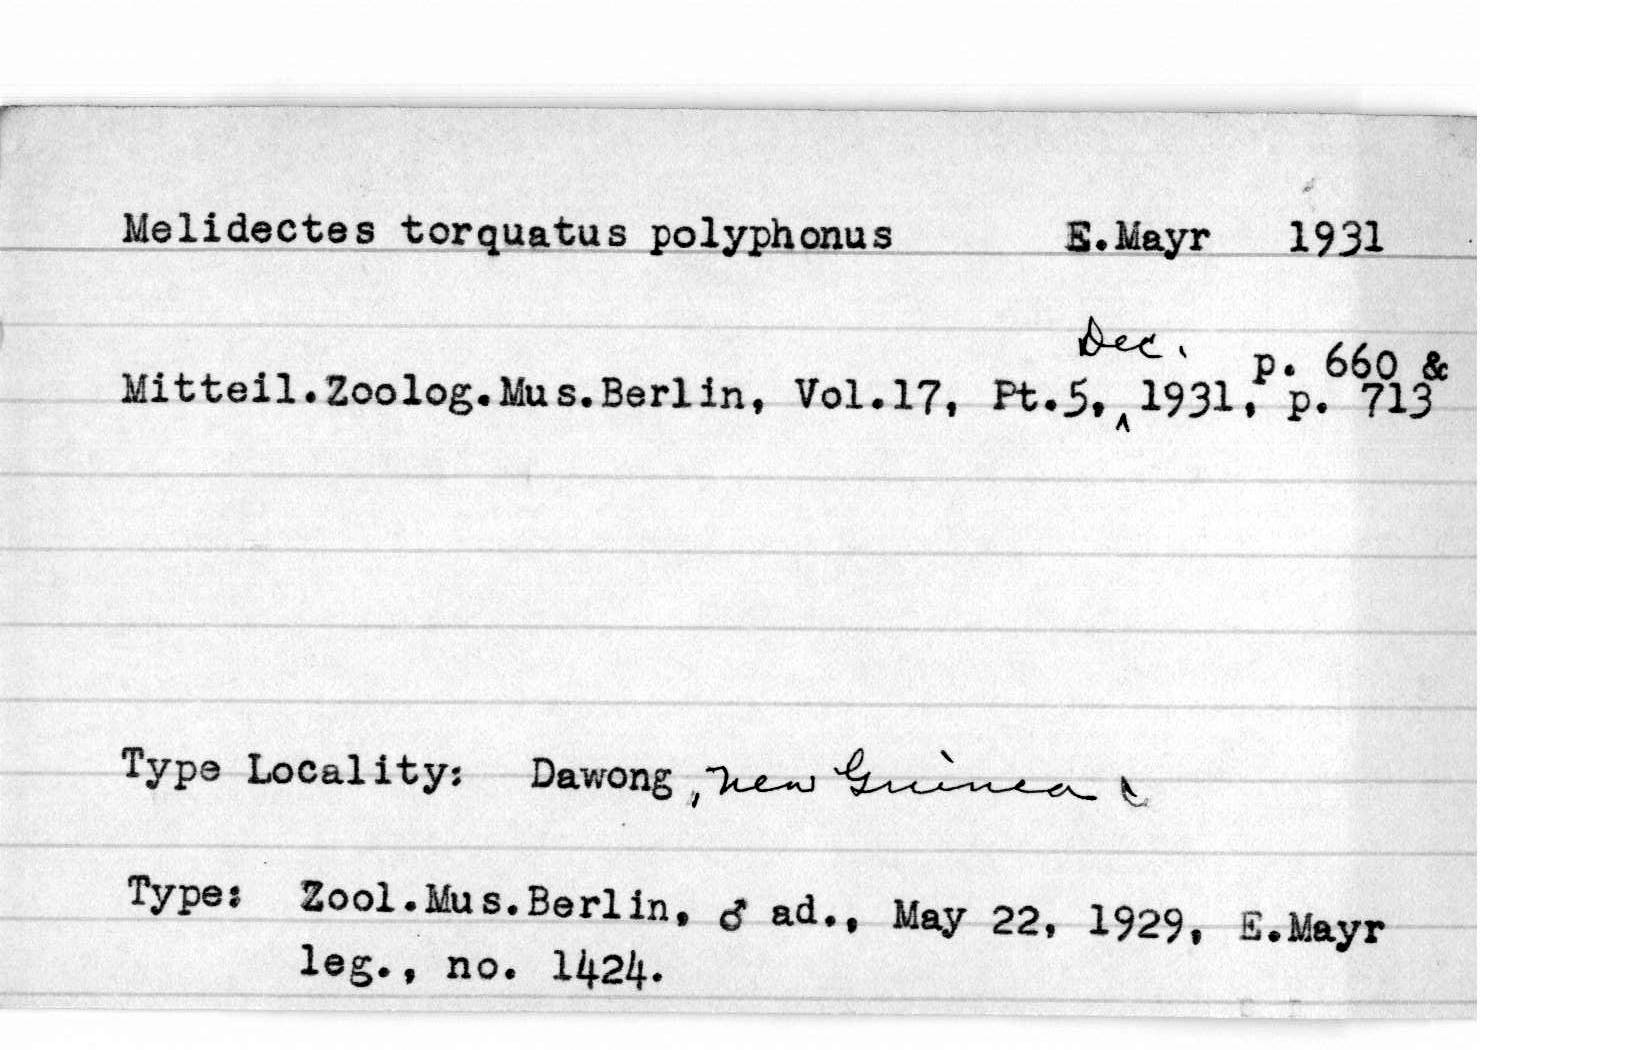 Melidectes torquatus polyphonus E.Mayr 1931
Mitteil.Zoolog.Mus.Berlin, Vol.17, Pt.5, ^ Dec. 1931, p. 660 & p. 713
Type Locality: Dawong, New Guinea.
Type: Zool.Mus.Berlin, ♂ ad., May 22, 1929, E.Mayr
leg., no. 1424.